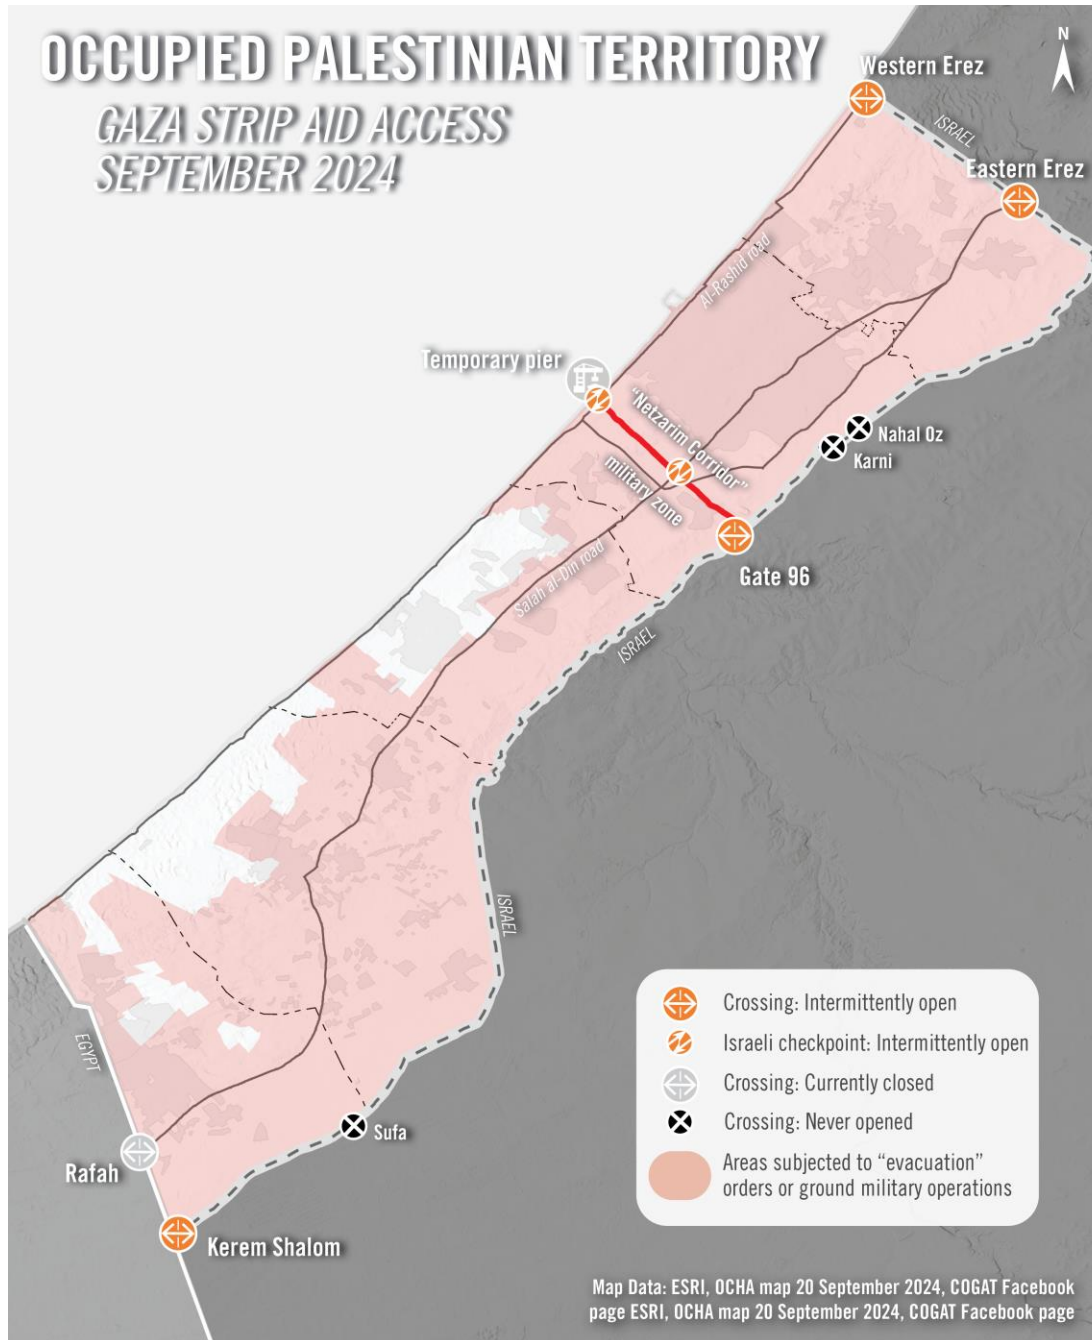 OCCUPIED PALESTINIAN TERRITORY
GAZA STRIP AID ACCESS
SEPTEMBER 2024
N
Western Erez
ISRAEL
Eastern Erez
Al-Rashid road
Temporary pier
"Netzarim Corridor"
military zone
Nahal Oz
Karni
Gate 96
Salah al-Din road
ISRAEL
ISRAEL
EGYPT
Sufa
Rafah
Kerem Shalom
Crossing: Intermittently open
Israeli checkpoint: Intermittently open
Crossing: Currently closed
Crossing: Never opened
Areas subjected to "evacuation"
orders or ground military operations
Map Data: ESRI, OCHA map 20 September 2024, COGAT Facebook
page ESRI, OCHA map 20 September 2024, COGAT Facebook page